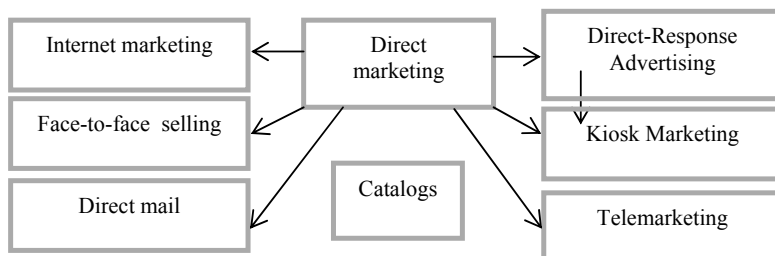 Internet marketing
Direct
marketing
Direct-Response
Advertising
Face-to-face selling
Kiosk Marketing
Direct mail
Catalogs
Telemarketing